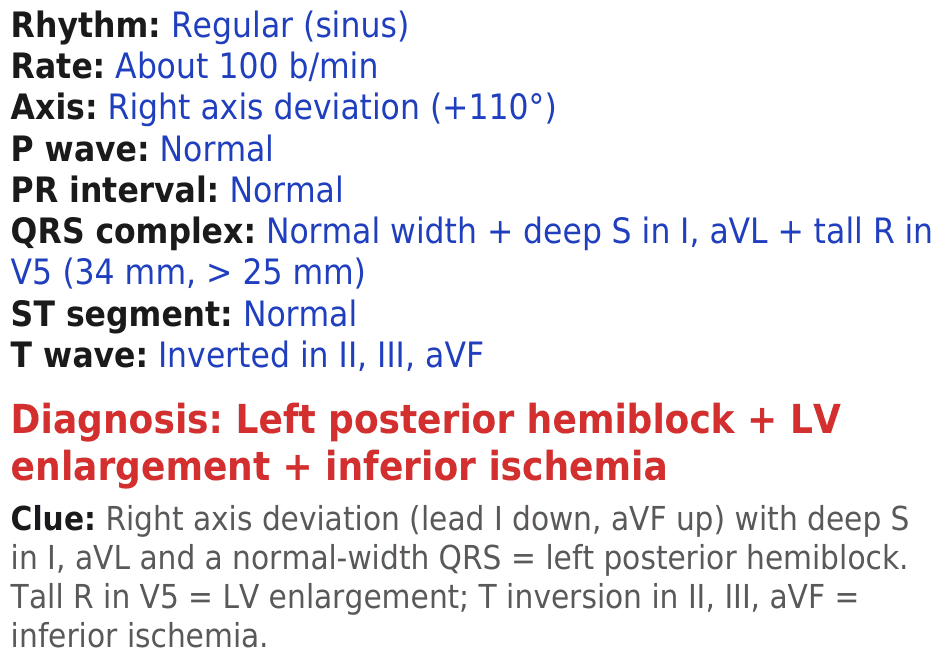 Rhythm: Regular (sinus)
Rate: About 100 b/min
Axis: Right axis deviation (+110°)
P wave: Normal
PR interval: Normal
QRS complex: Normal width + deep S in I, aVL + tall R in
V5 (34 mm, > 25 mm)
ST segment: Normal
T wave: Inverted in II, III, aVF
Diagnosis: Left posterior hemiblock + LV
enlargement + inferior ischemia
Clue: Right axis deviation (lead I down, aVF up) with deep S
in I, aVL and a normal-width QRS = left posterior hemiblock.
Tall R in V5 = LV enlargement; T inversion in II, III, aVF =
inferior ischemia.